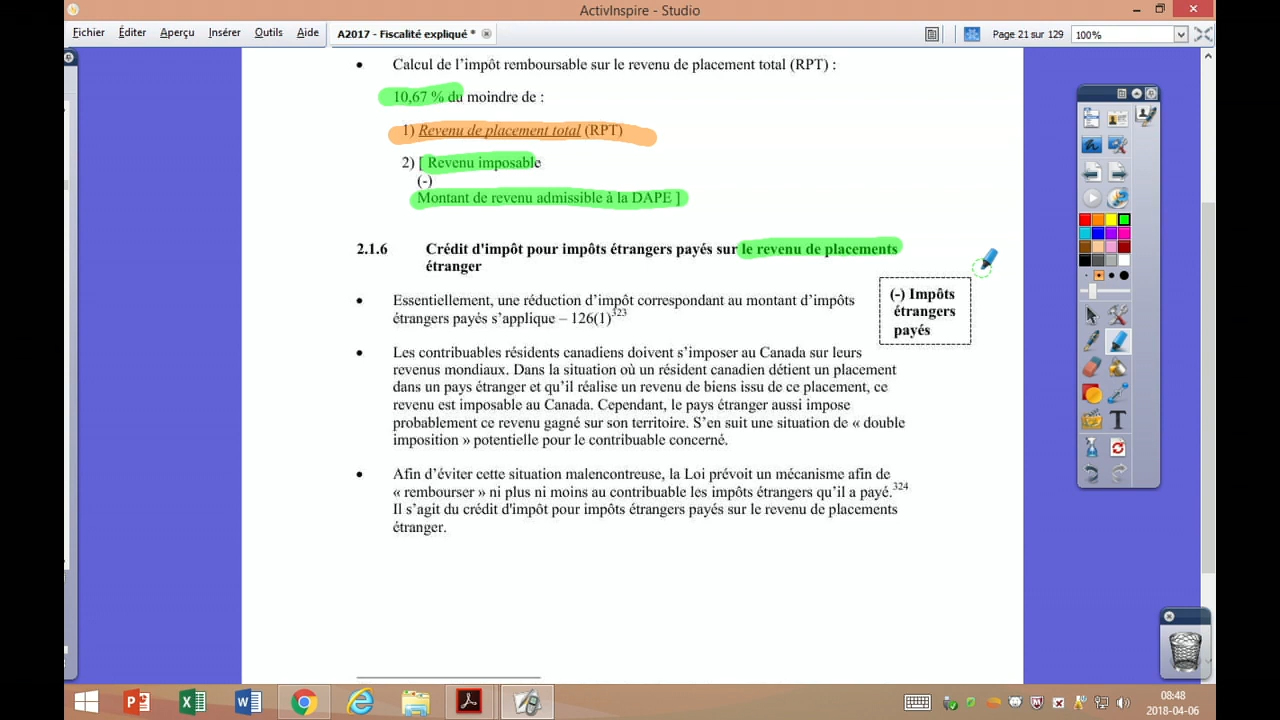 ActivInspire - Studio
Fichier Éditer Aperçu Insérer Outils Aide
A2017 - Fiscalité expliqué *
Page 21 sur 129
100%
• Calcul de l'impôt remboursable sur le revenu de placement total (RPT) :
10,67 % du moindre de :
1) Revenu de placement total (RPT)
2) [ Revenu imposable
(-)
Montant de revenu admissible à la DAPE ]
2.1.6 Crédit d'impôt pour impôts étrangers payés sur le revenu de placements
étranger
(-) Impôts
étrangers
payés
• Essentiellement, une réduction d'impôt correspondant au montant d'impôts
étrangers payés s'applique – 126(1)323
• Les contribuables résidents canadiens doivent s'imposer au Canada sur leurs
revenus mondiaux. Dans la situation où un résident canadien détient un placement
dans un pays étranger et qu'il réalise un revenu de biens issu de ce placement, ce
revenu est imposable au Canada. Cependant, le pays étranger aussi impose
probablement ce revenu gagné sur son territoire. S'en suit une situation de « double
imposition » potentielle pour le contribuable concerné.
• Afin d'éviter cette situation malencontreuse, la Loi prévoit un mécanisme afin de
« rembourser » ni plus ni moins au contribuable les impôts étrangers qu'il a payé.324
Il s'agit du crédit d'impôt pour impôts étrangers payés sur le revenu de placements
étranger.
08:48
2018-04-06